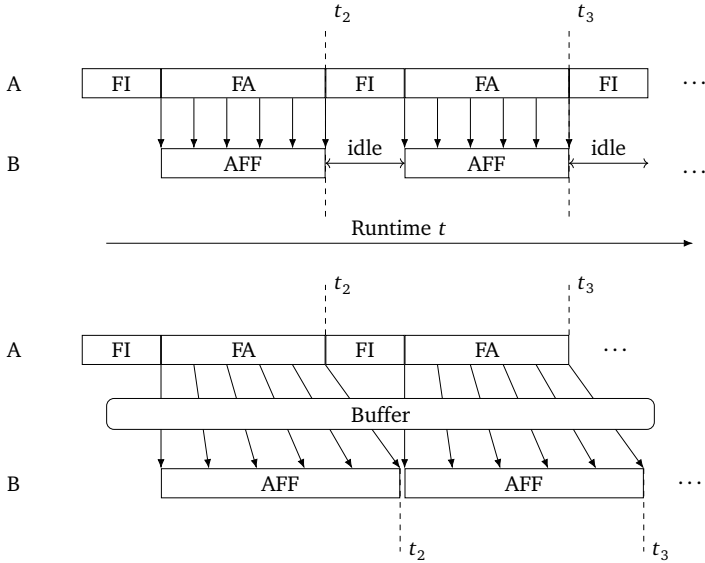 t2 t3
A FI FA FI FA FI ...
B AFF idle AFF idle ...
Runtime t
t2 t3
A FI FA FI FA ...
Buffer
B AFF AFF ...
t2 t3